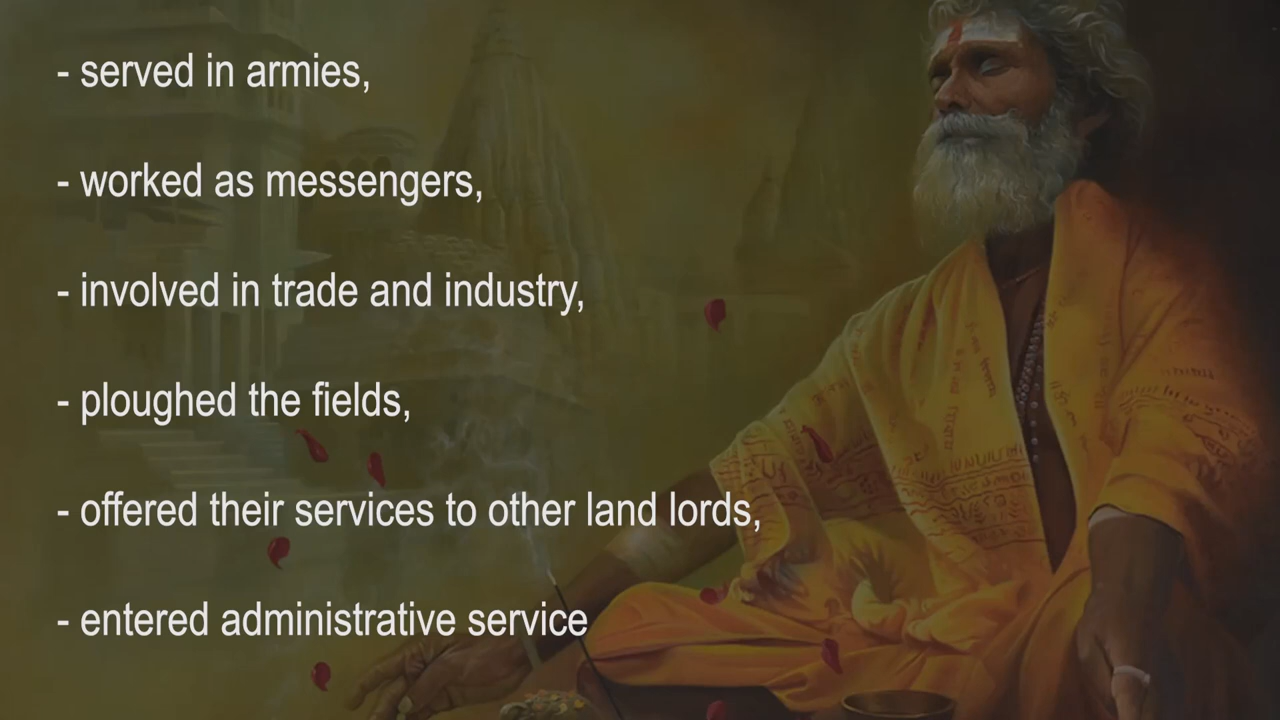 - served in armies,
- worked as messengers,
- involved in trade and industry,
- ploughed the fields,
- offered their services to other land lords,
- entered administrative service